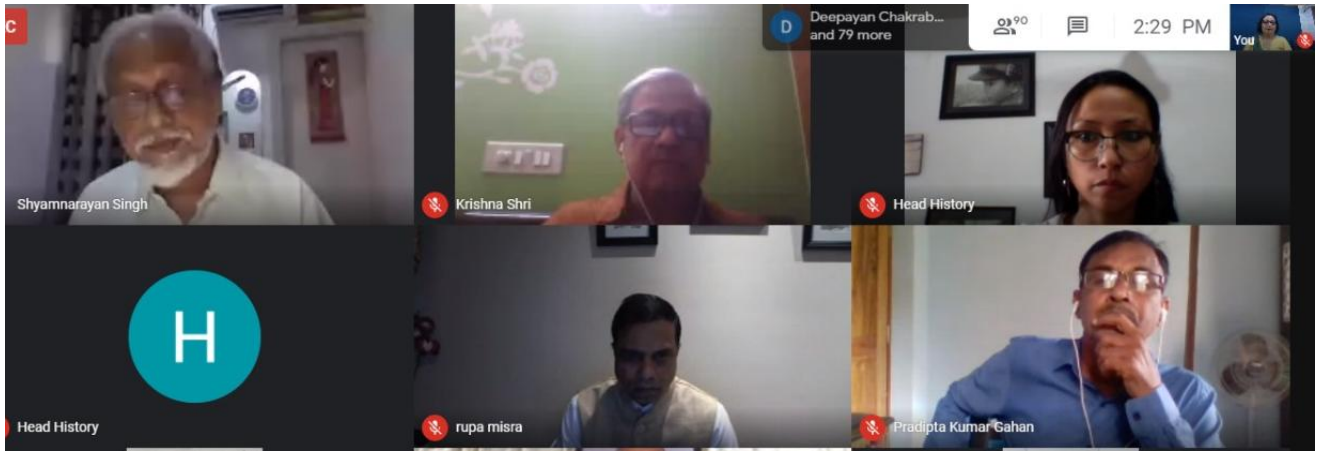 C
Shyamnarayan Singh
Krishna Shri
D
Deepayan Chakrab...
and 79 more
90
2:29 PM
You
Head History
H
Head History
rupa misra
Pradipta Kumar Gahan